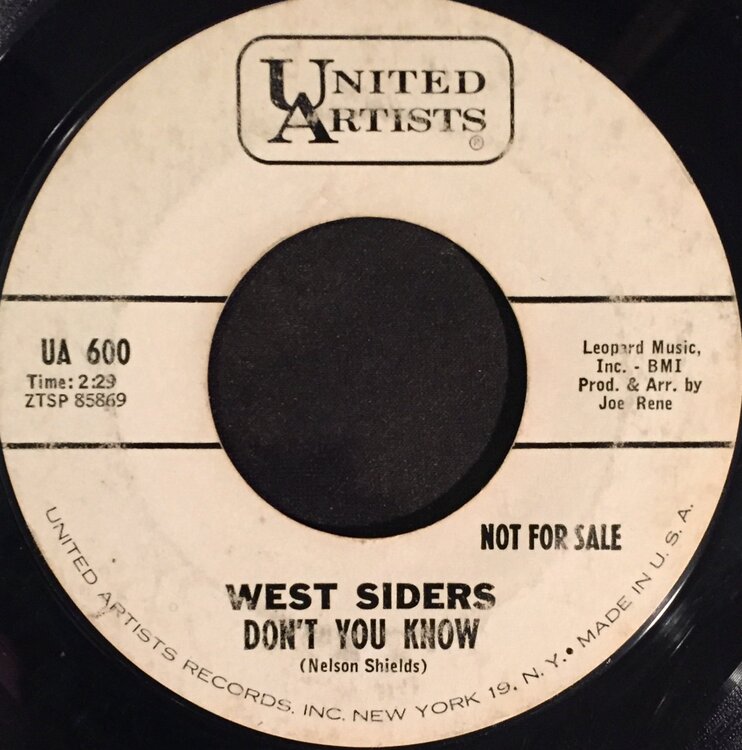 UNITED
ARTISTS
®
UA 600
Time: 2:29
ZTSP 85869
Leopard Music,
Inc. - BMI
Prod. & Arr. by
Joe Rene
NOT FOR SALE
WEST SIDERS
DON'T YOU KNOW
(Nelson Shields)
UNITED ARTISTS RECORDS, INC. NEW YORK 19, N. Y. • MADE IN U. S. A.